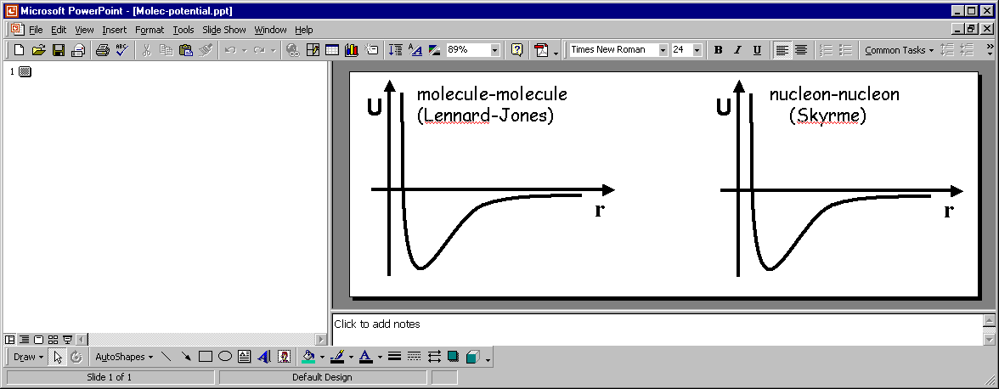 Microsoft PowerPoint - [Molec-potential.ppt]
File Edit View Insert Format Tools Slide Show Window Help
ABC 89% ? Times New Roman 24 B I U Common Tasks
1
U molecule-molecule
(Lennard-Jones)
r
U nucleon-nucleon
(Skyrme)
r
Click to add notes
Draw AutoShapes A A
Slide 1 of 1 Default Design